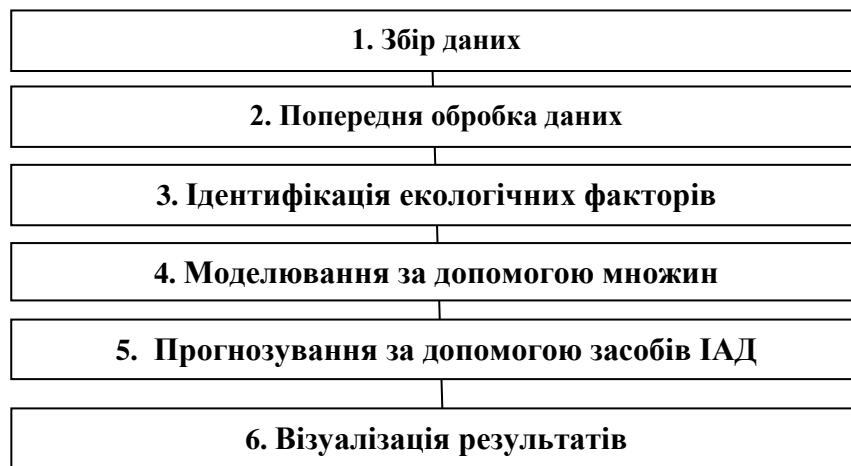 1. Збір даних
2. Попередня обробка даних
3. Ідентифікація екологічних факторів
4. Моделювання за допомогою множин
5. Прогнозування за допомогою засобів ІАД
6. Візуалізація результатів